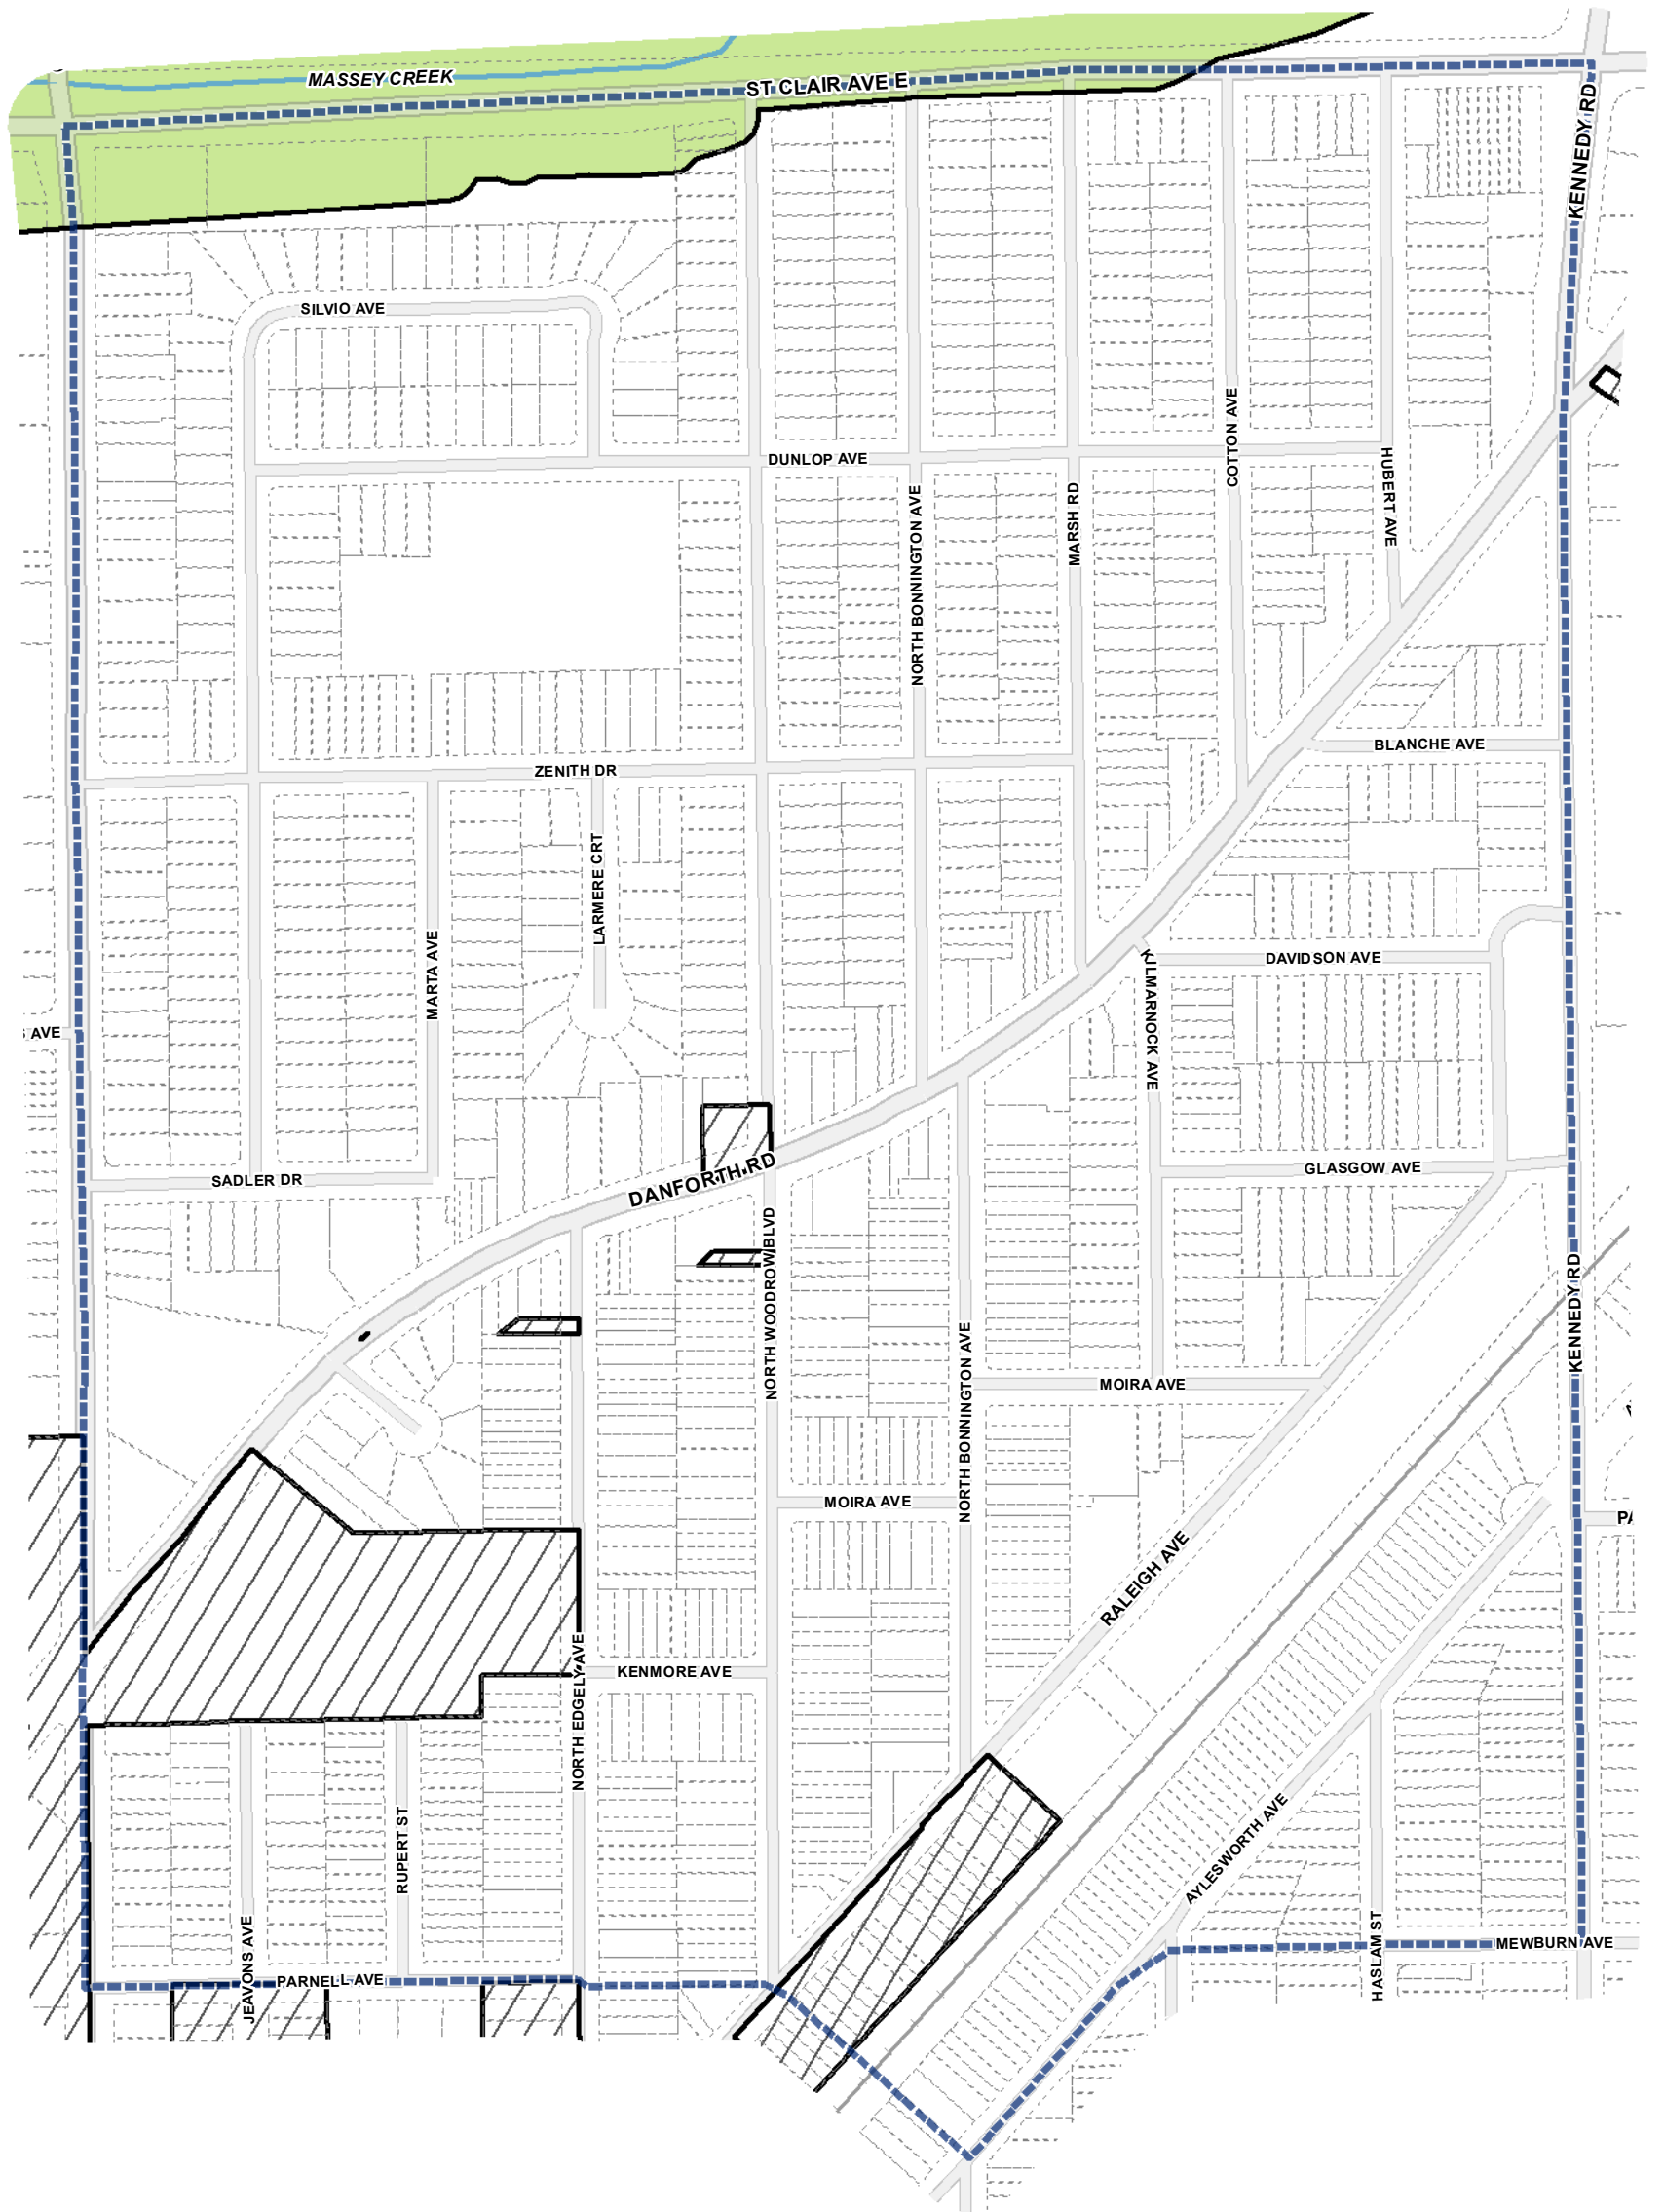 MASSEY CREEK
ST CLAIR AVE E
KENNEDY RD
SILVIO AVE
DUNLOP AVE
COTTON AVE
HUBERT AVE
NORTH BONNINGTON AVE
MARSH RD
BLANCHE AVE
ZENITH DR
LARMERE CRT
MARTA AVE
DAVIDSON AVE
KILMARNOCK AVE
AVE
GLASGOW AVE
SADLER DR
DANFORTH RD
NORTH WOODROW BLVD
KENNEDY RD
MOIRA AVE
NORTH BONNINGTON AVE
MOIRA AVE
PA
RALEIGH AVE
KENMORE AVE
NORTH EDGELY AVE
RUPERT ST
AYLESWORTH AVE
JEAVONS AVE
HASLAM ST
MEWBURN AVE
PARNELL AVE